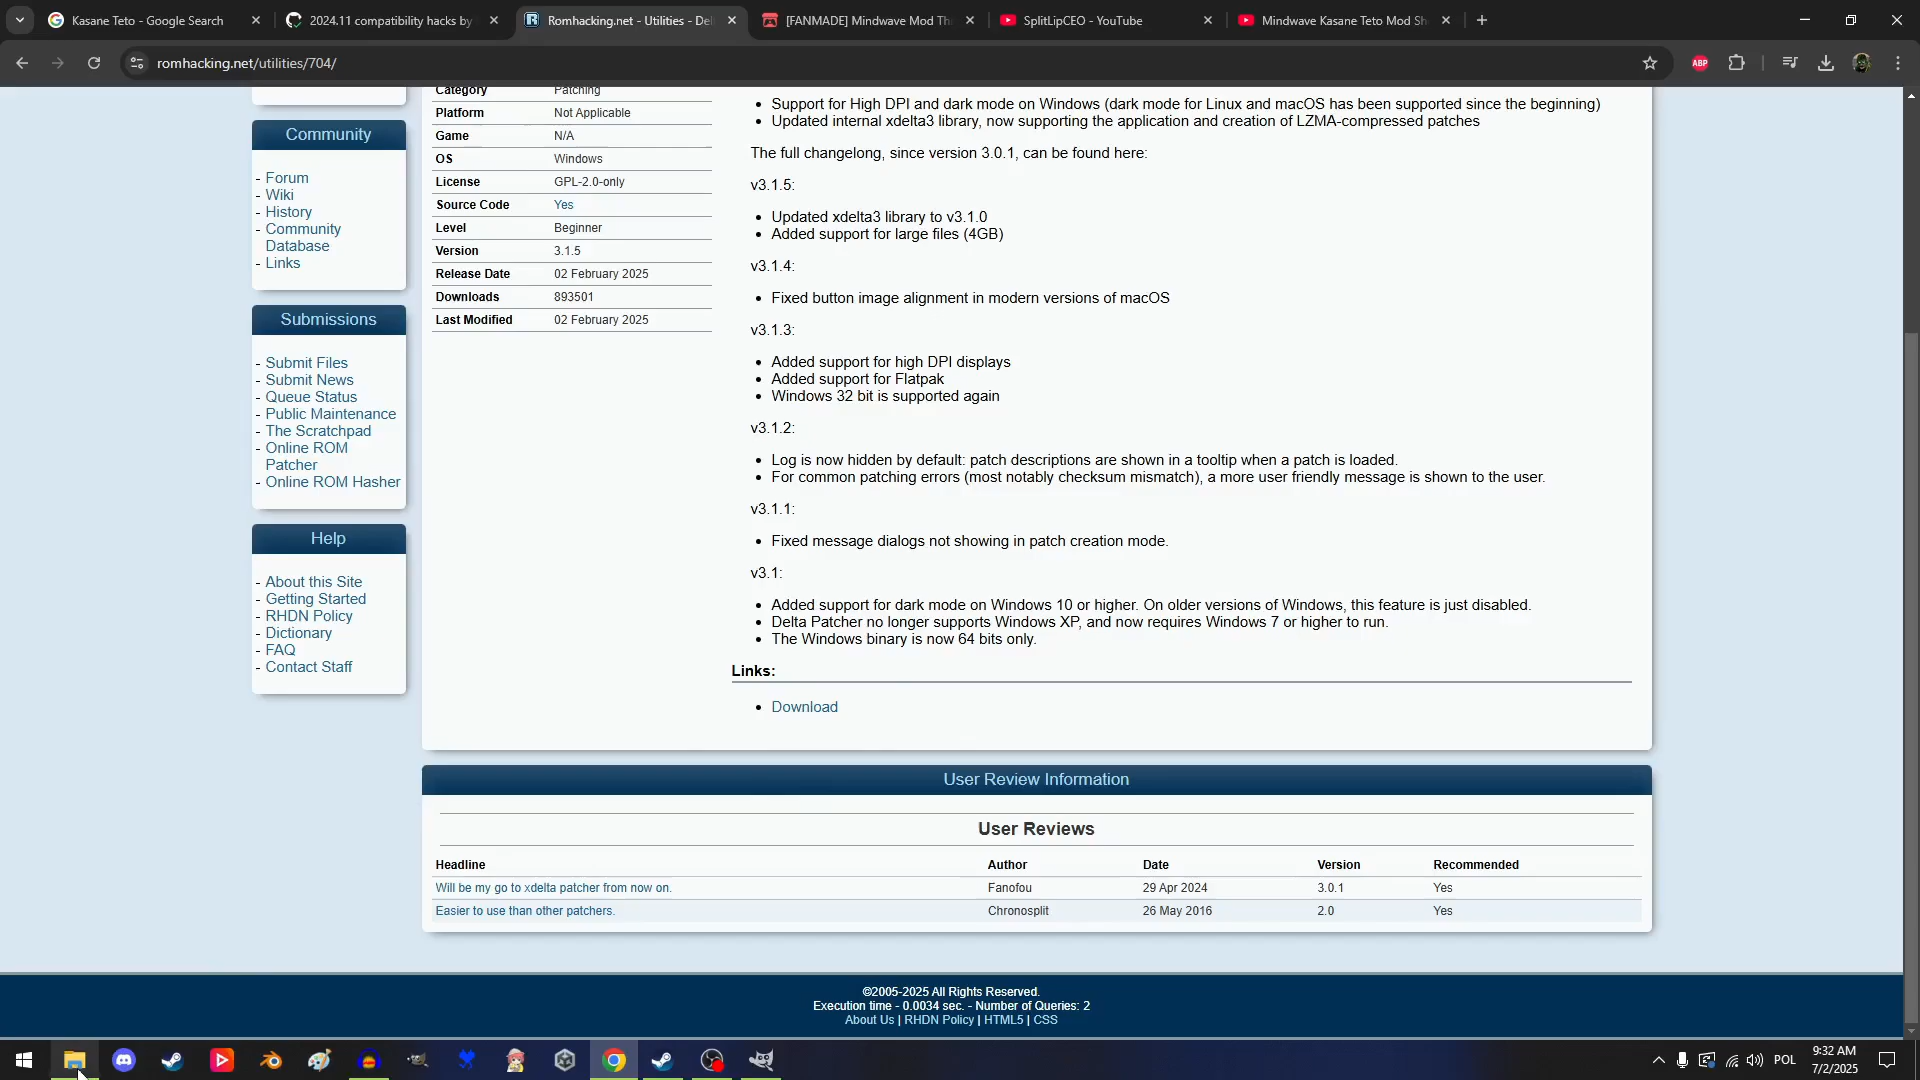 Kasane Teto - Google Search
2024.11 compatibility hacks by
Romhacking.net - Utilities - Del
[FANMADE] Mindwave Mod Th
SplitLipCEO - YouTube
Mindwave Kasane Teto Mod Sh
romhacking.net/utilities/704/
ABP
Community
- Forum
- Wiki
- History
- Community
Database
- Links
Submissions
- Submit Files
- Submit News
- Queue Status
- Public Maintenance
- The Scratchpad
- Online ROM
Patcher
- Online ROM Hasher
Help
- About this Site
- Getting Started
- RHDN Policy
- Dictionary
- FAQ
- Contact Staff
Category Patching
Platform Not Applicable
Game N/A
OS Windows
License GPL-2.0-only
Source Code Yes
Level Beginner
Version 3.1.5
Release Date 02 February 2025
Downloads 893501
Last Modified 02 February 2025
• Support for High DPI and dark mode on Windows (dark mode for Linux and macOS has been supported since the beginning)
• Updated internal xdelta3 library, now supporting the application and creation of LZMA-compressed patches
The full changelong, since version 3.0.1, can be found here:
v3.1.5:
• Updated xdelta3 library to v3.1.0
• Added support for large files (4GB)
v3.1.4:
• Fixed button image alignment in modern versions of macOS
v3.1.3:
• Added support for high DPI displays
• Added support for Flatpak
• Windows 32 bit is supported again
v3.1.2:
• Log is now hidden by default: patch descriptions are shown in a tooltip when a patch is loaded.
• For common patching errors (most notably checksum mismatch), a more user friendly message is shown to the user.
v3.1.1:
• Fixed message dialogs not showing in patch creation mode.
v3.1:
• Added support for dark mode on Windows 10 or higher. On older versions of Windows, this feature is just disabled.
• Delta Patcher no longer supports Windows XP, and now requires Windows 7 or higher to run.
• The Windows binary is now 64 bits only.
Links:
• Download
User Review Information
User Reviews
Headline Author Date Version Recommended
Will be my go to xdelta patcher from now on. Fanofou 29 Apr 2024 3.0.1 Yes
Easier to use than other patchers. Chronosplit 26 May 2016 2.0 Yes
©2005-2025 All Rights Reserved.
Execution time - 0.0034 sec. - Number of Queries: 2
About Us | RHDN Policy | HTML5 | CSS
POL
9:32 AM
7/2/2025